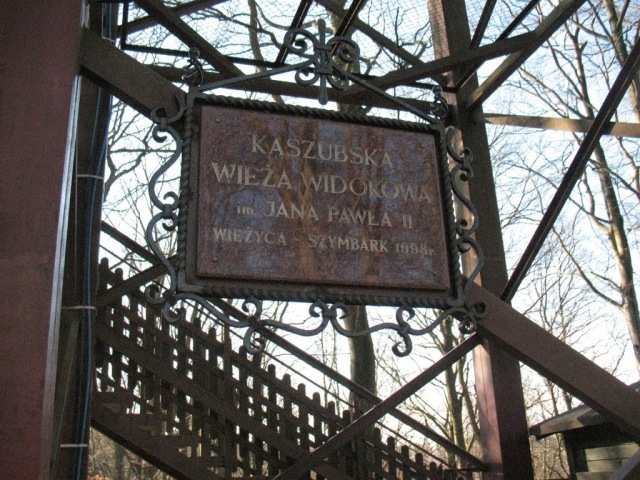 KASZUBSKA
WIEŻA WIDOKOWA
im. JANA PAWŁA II
WIEŻYCA - SZYMBARK 1998r.